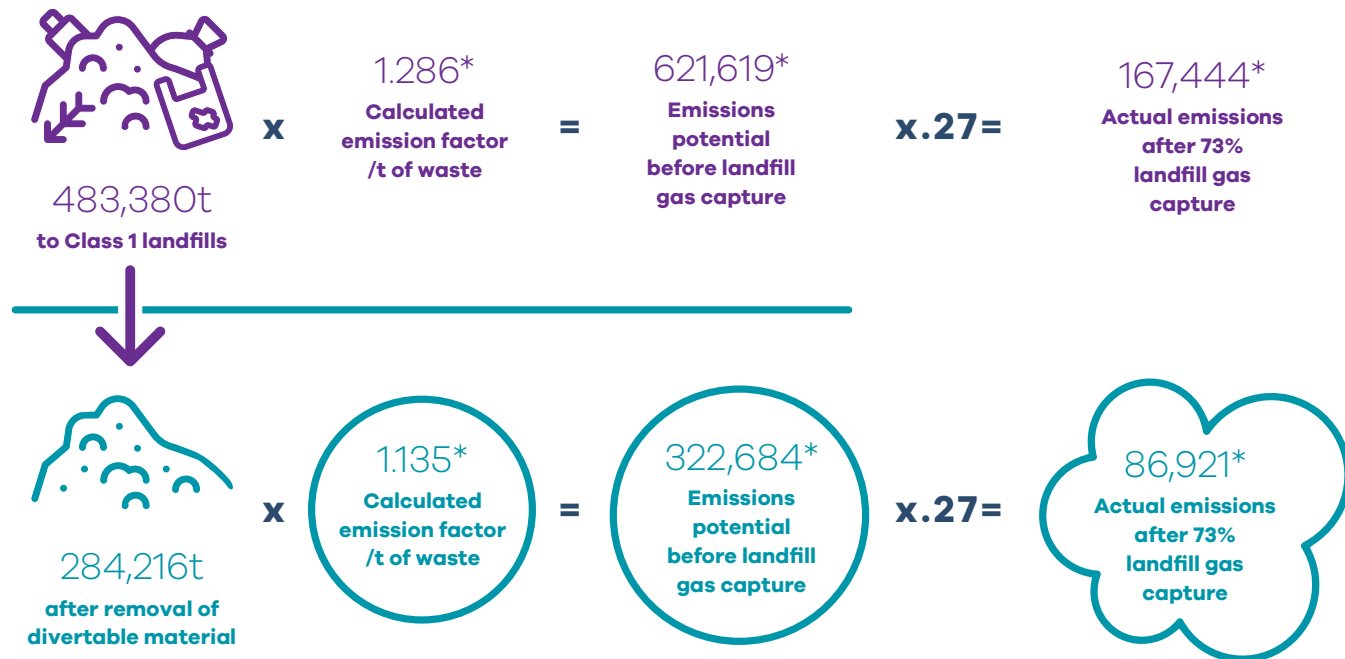 483,380t
to Class 1 landfills
x
1.286*
Calculated
emission factor
/t of waste
=
621,619*
Emissions
potential
before landfill
gas capture
x.27=
167,444*
Actual emissions
after 73%
landfill gas
capture
284,216t
after removal of
divertable material
x
1.135*
Calculated
emission factor
/t of waste
=
322,684*
Emissions
potential
before landfill
gas capture
x.27=
86,921*
Actual emissions
after 73%
landfill gas
capture